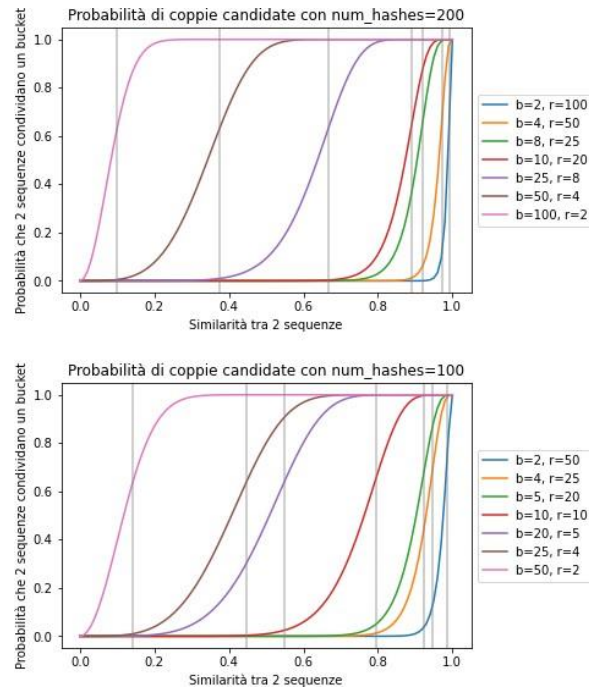 Probabilità di coppie candidate con num_hashes=200
Probabilità che 2 sequenze condividano un bucket
1.0
0.8
0.6
0.4
0.2
0.0
0.0 0.2 0.4 0.6 0.8 1.0
Similarità tra 2 sequenze
b=2, r=100
b=4, r=50
b=8, r=25
b=10, r=20
b=25, r=8
b=50, r=4
b=100, r=2
Probabilità di coppie candidate con num_hashes=100
Probabilità che 2 sequenze condividano un bucket
1.0
0.8
0.6
0.4
0.2
0.0
0.0 0.2 0.4 0.6 0.8 1.0
Similarità tra 2 sequenze
b=2, r=50
b=4, r=25
b=5, r=20
b=10, r=10
b=20, r=5
b=25, r=4
b=50, r=2